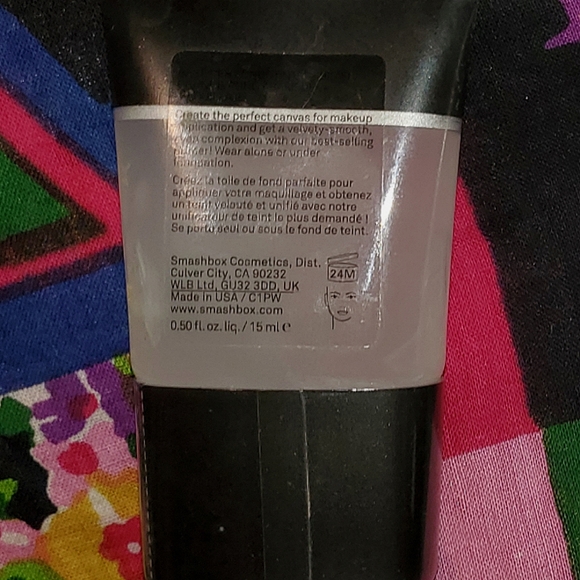 Create the perfect canvas for makeup
application and get a velvety-smooth,
even complexion with our best-selling
primer! Wear alone or under
foundation.
Créez la toile de fond parfaite pour
appliquer votre maquillage et obtenez
un teint velouté et unifié avec notre
unificateur de teint le plus demandé !
Se porte seul ou sous le fond de teint.
Smashbox Cosmetics, Dist.
Culver City, CA 90232
WLB Ltd, GU32 3DD, UK
Made in USA / C1PW
www.smashbox.com
0.50 fl. oz. liq. / 15 ml e
24M